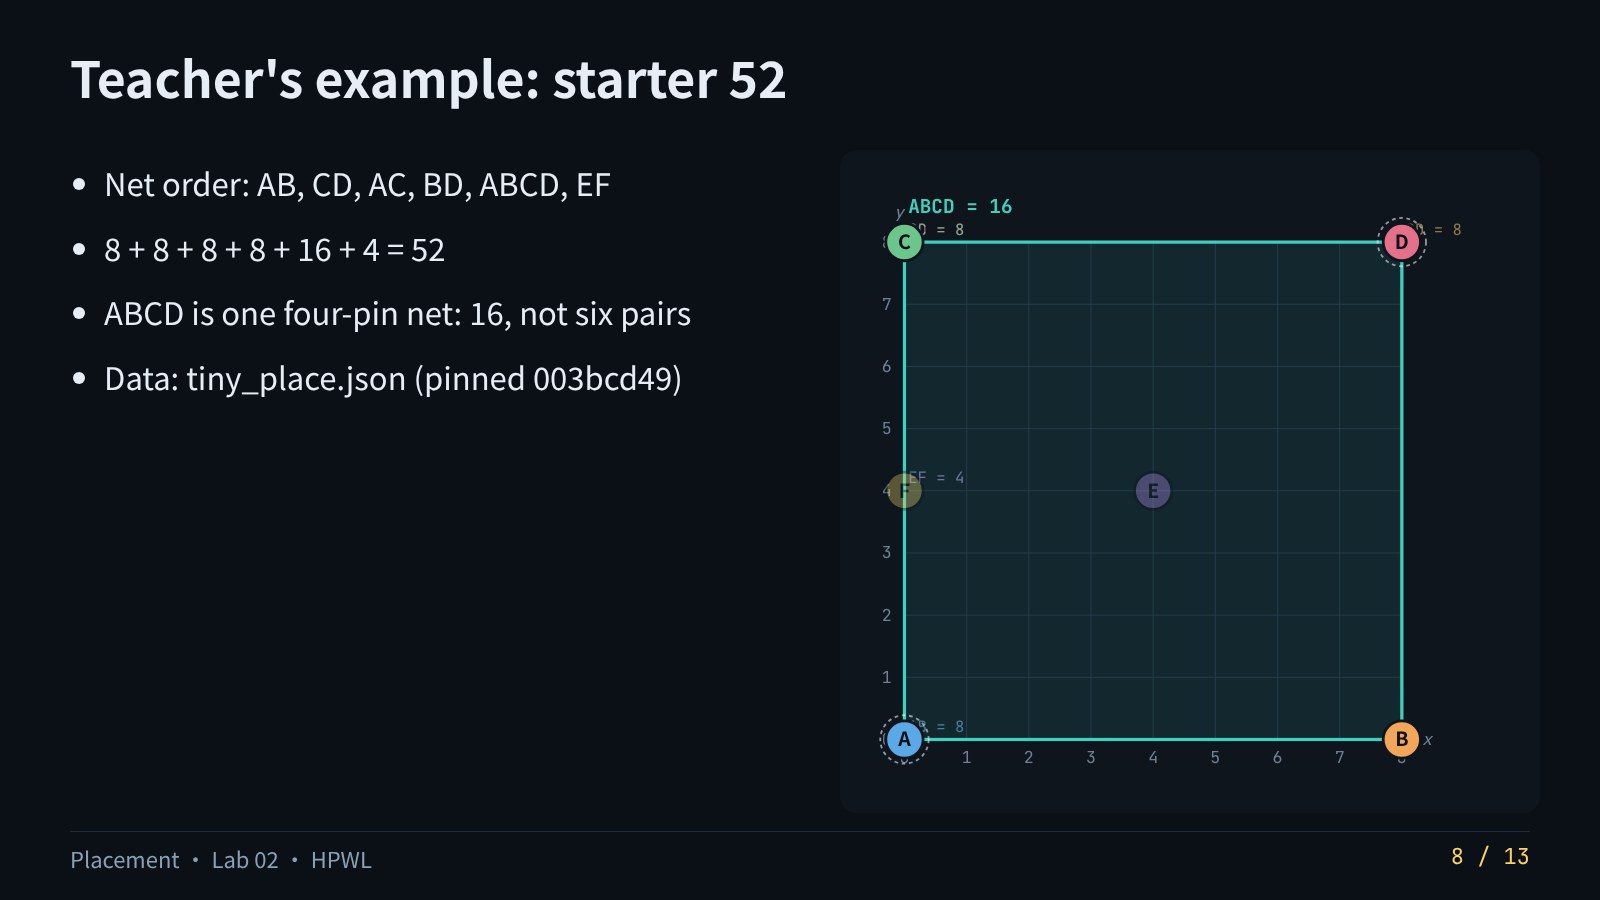 Teacher's example: starter 52
• Net order: AB, CD, AC, BD, ABCD, EF
• 8 + 8 + 8 + 8 + 16 + 4 = 52
• ABCD is one four-pin net: 16, not six pairs
• Data: tiny_place.json (pinned 003bcd49)
ABCD = 16
y
= 8
= 8
C
D
7
6
5
EF = 4
4
F
E
3
2
1
= 8
A
B
x
1 2 3 4 5 6 7
Placement • Lab 02 • HPWL
8 / 13